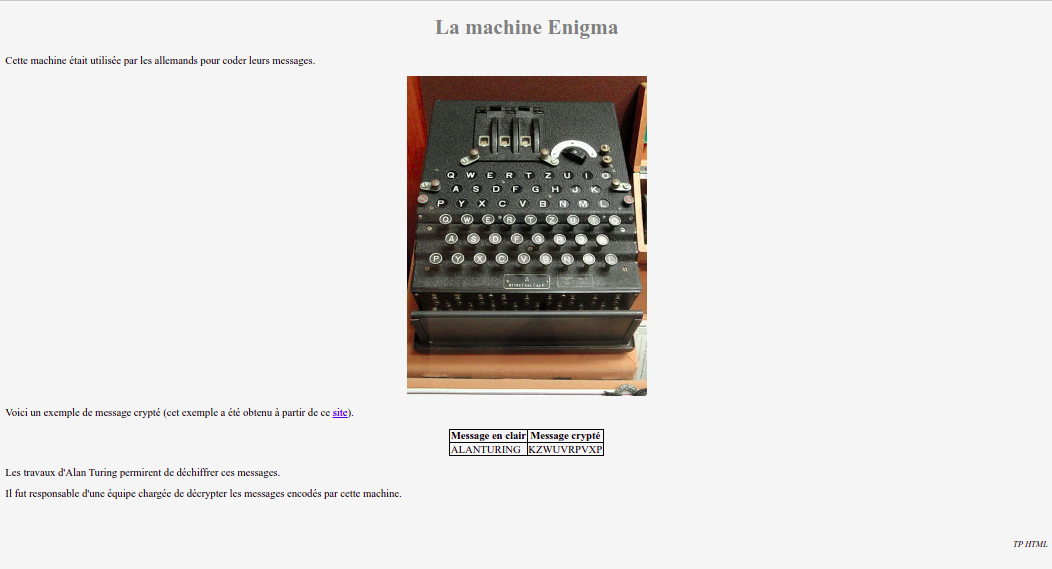 La machine Enigma
Cette machine était utilisée par les allemands pour coder leurs messages.
Q W E R T Z U I O
A S D F G H J K
P Y X C V B N M L
Q W E R T Z U I O
A S D F G H J K
P Y X C V B N M L
Voici un exemple de message crypté (cet exemple a été obtenu à partir de ce site).
Message en clair Message crypté
ALANTURING KZWUVRPVXP
Les travaux d'Alan Turing permirent de déchiffrer ces messages.
Il fut responsable d'une équipe chargée de décrypter les messages encodés par cette machine.
TP HTML